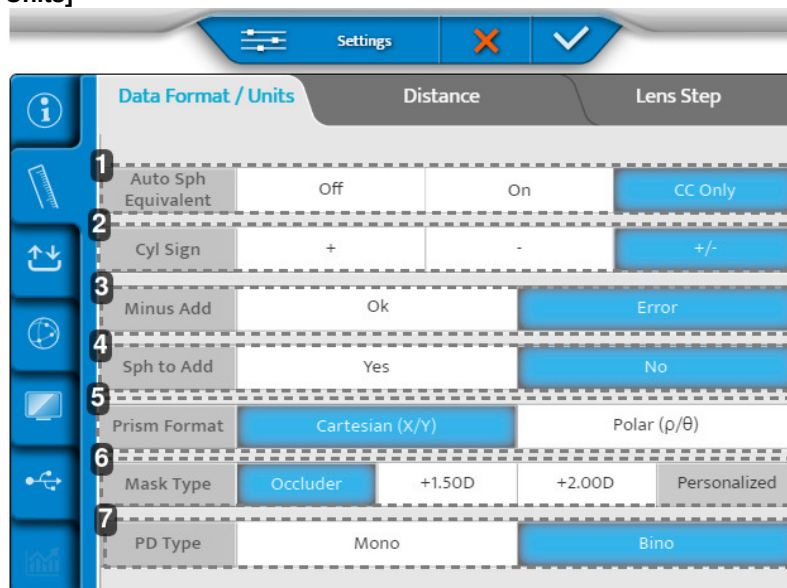 Units]
Settings
Data Format / Units Distance Lens Step
1
Auto Sph Equivalent Off On CC Only
2
Cyl Sign + - +/-
3
Minus Add Ok Error
4
Sph to Add Yes No
5
Prism Format Cartesian (X/Y) Polar (ρ/θ)
6
Mask Type Occluder +1.50D +2.00D Personalized
7
PD Type Mono Bino